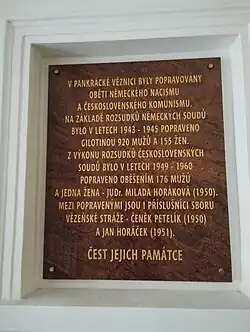 V PANKRÁCKÉ VĚZNICI BYLY POPRAVOVÁNY
OBĚTI NĚMECKÉHO NACISMU
A ČESKOSLOVENSKÉHO KOMUNISMU.
NA ZÁKLADĚ ROZSUDKŮ NĚMECKÝCH SOUDŮ
BYLO V LETECH 1943 - 1945 POPRAVENO
GILOTINOU 920 MUŽŮ A 155 ŽEN.
Z VÝKONU ROZSUDKŮ ČESKOSLOVENSKÝCH
SOUDŮ BYLO V LETECH 1949 - 1960
POPRAVENO OBĚŠENÍM 176 MUŽŮ
A JEDNA ŽENA - JUDr. MILADA HORÁKOVÁ (1950).
MEZI POPRAVENÝMI JSOU I PŘÍSLUŠNÍCI SBORU
VĚZEŇSKÉ STRÁŽE - ČENĚK PETELÍK (1950)
A JAN HORÁČEK (1951).
ČEST JEJICH PAMÁTCE